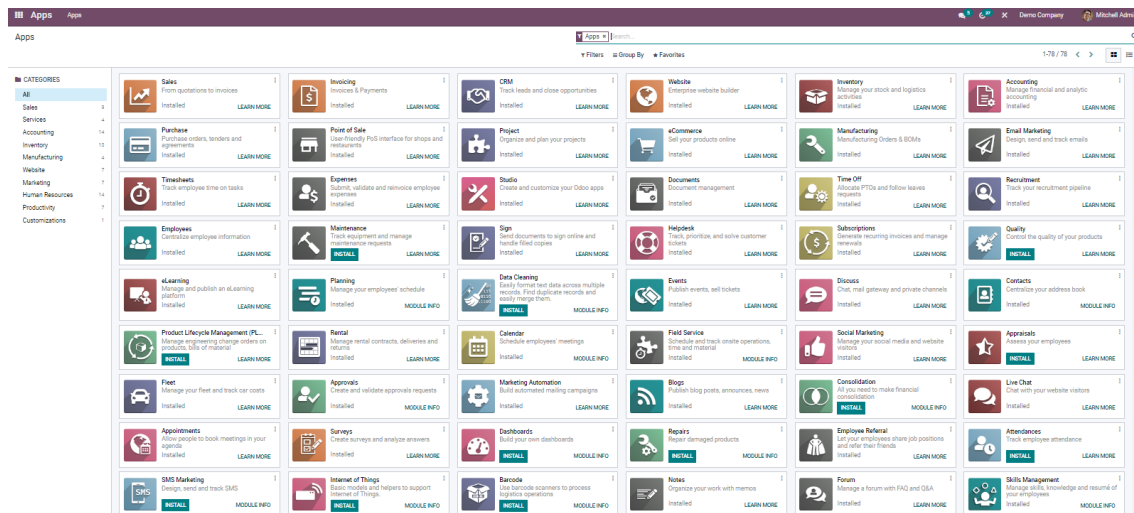 Apps Apps 5 27 Demo Company Mitchell Admi
Apps
Apps × Search...
Filters Group By Favorites 1-78 / 78
CATEGORIES
All
Sales
Services 4
Accounting 14
Inventory 10
Manufacturing 4
Website 7
Marketing 7
Human Resources 14
Productivity 7
Customizations 1
Sales
From quotations to invoices
Installed LEARN MORE
Invoicing
Invoices & Payments
Installed LEARN MORE
CRM
Track leads and close opportunities
Installed LEARN MORE
Website
Enterprise website builder
Installed LEARN MORE
Inventory
Manage your stock and logistics
activities
Installed LEARN MORE
Accounting
Manage financial and analytic
accounting
Installed LEARN MORE
Purchase
Purchase orders, tenders and
agreements
Installed LEARN MORE
Point of Sale
User-friendly PoS interface for shops and
restaurants
Installed LEARN MORE
Project
Organize and plan your projects
Installed LEARN MORE
eCommerce
Sell your products online
Installed LEARN MORE
Manufacturing
Manufacturing Orders & BOMs
Installed LEARN MORE
Email Marketing
Design, send and track emails
Installed LEARN MORE
Timesheets
Track employee time on tasks
Installed LEARN MORE
Expenses
Submit, validate and reinvoice employee
expenses
Installed LEARN MORE
Studio
Create and customize your Odoo apps
Installed LEARN MORE
Documents
Document management
Installed LEARN MORE
Time Off
Allocate PTOs and follow leaves
requests
Installed LEARN MORE
Recruitment
Track your recruitment pipeline
Installed LEARN MORE
Employees
Centralize employee information
Installed LEARN MORE
Maintenance
Track equipment and manage
maintenance requests
INSTALL LEARN MORE
Sign
Send documents to sign online and
handle filled copies
Installed LEARN MORE
Helpdesk
Track, prioritize, and solve customer
tickets
Installed LEARN MORE
Subscriptions
Generate recurring invoices and manage
renewals
Installed LEARN MORE
Quality
Control the quality of your products
INSTALL LEARN MORE
eLearning
Manage and publish an eLearning
platform
Installed LEARN MORE
Planning
Manage your employees' schedule
Installed LEARN MORE
Data Cleaning
Easily format text data across multiple
records. Find duplicate records and
easily merge them.
INSTALL MODULE INFO
Events
Publish events, sell tickets
Installed LEARN MORE
Discuss
Chat, mail gateway and private channels
Installed LEARN MORE
Contacts
Centralize your address book
Installed MODULE INFO
Product Lifecycle Management (PL...
Manage engineering change orders on
products, bills of material
INSTALL LEARN MORE
Rental
Manage rental contracts, deliveries and
returns
Installed LEARN MORE
Calendar
Schedule employees' meetings
Installed MODULE INFO
Field Service
Schedule and track onsite operations,
time and material
Installed MODULE INFO
Social Marketing
Manage your social media and website
visitors
Installed LEARN MORE
Appraisals
Assess your employees
INSTALL LEARN MORE
Fleet
Manage your fleet and track car costs
Installed LEARN MORE
Approvals
Create and validate approvals requests
Installed MODULE INFO
Marketing Automation
Build automated mailing campaigns
Installed LEARN MORE
Blogs
Publish blog posts, announces, news
Installed MODULE INFO
Consolidation
All you need to make financial
consolidation
INSTALL MODULE INFO
Live Chat
Chat with your website visitors
Installed LEARN MORE
Appointments
Allow people to book meetings in your
agenda
Installed LEARN MORE
Surveys
Create surveys and analyze answers
Installed LEARN MORE
Dashboards
Build your own dashboards
INSTALL MODULE INFO
Repairs
Repair damaged products
INSTALL MODULE INFO
Employee Referral
Let your employees share job positions
and refer their friends
Installed LEARN MORE
Attendances
Track employee attendance
Installed LEARN MORE
SMS
SMS Marketing
Design, send and track SMS
INSTALL MODULE INFO
Internet of Things
Basic models and helpers to support
Internet of Things.
INSTALL MODULE INFO
Barcode
Use barcode scanners to process
logistics operations
INSTALL MODULE INFO
Notes
Organize your work with memos
Installed LEARN MORE
Forum
Manage a forum with FAQ and Q&A
Installed LEARN MORE
Skills Management
Manage skills, knowledge and resumé of
your employees
Installed MODULE INFO